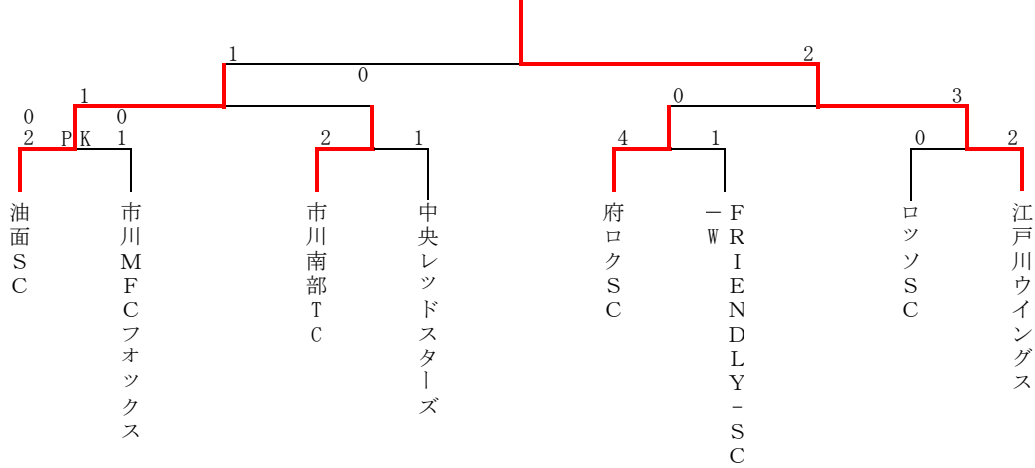 1
2
0
1
0
3
0
0
2 PK 1
2
1
4
1
0
2
油面SC
市川MFCフオックス
市川南部TC
中央レッドスターズ
府ロクSC
FRIENDLY-SC
-W
ロッソSC
江戸川ウイングス